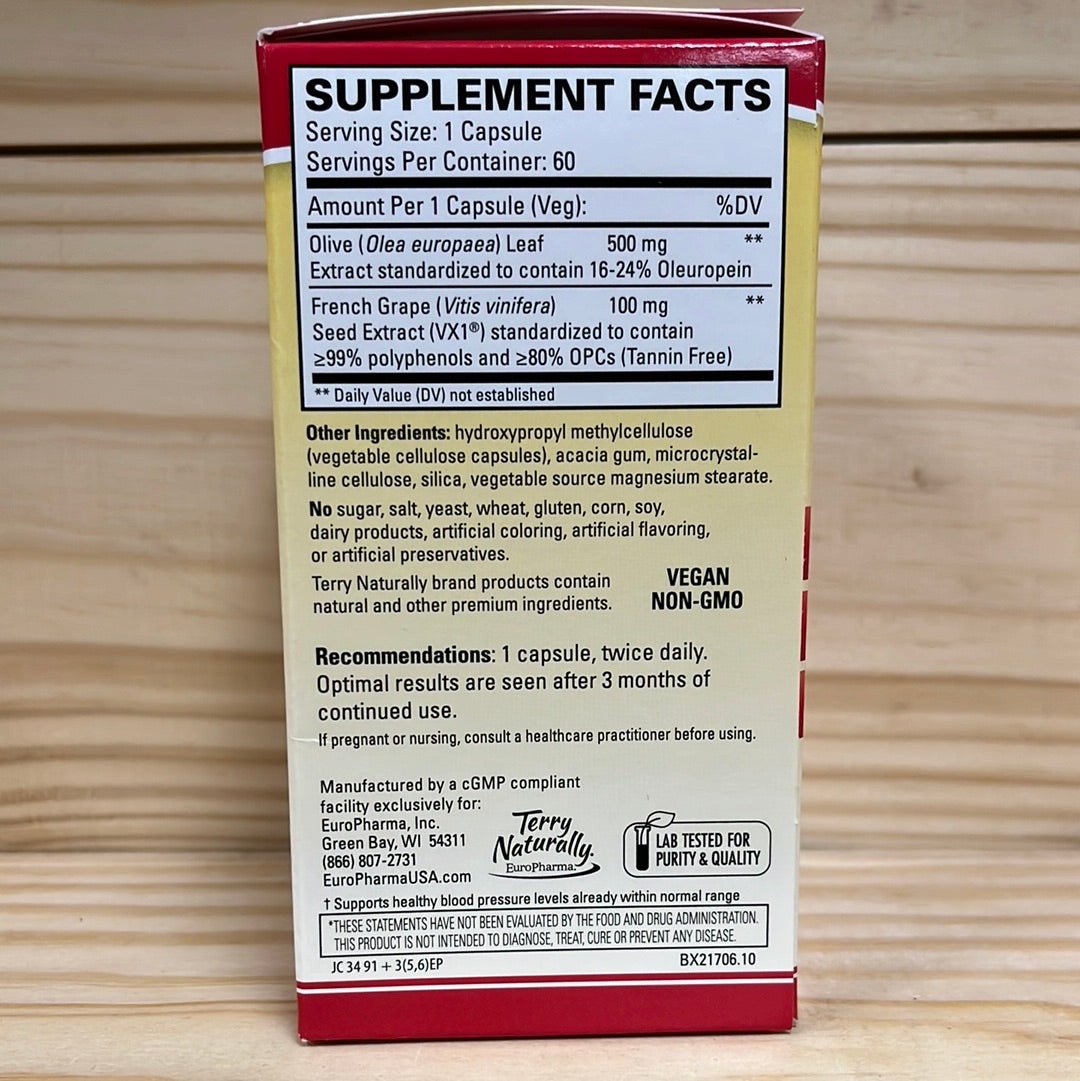 SUPPLEMENT FACTS
Serving Size: 1 Capsule
Servings Per Container: 60
Amount Per 1 Capsule (Veg): %DV
Olive (Olea europaea) Leaf 500 mg **
Extract standardized to contain 16-24% Oleuropein
French Grape (Vitis vinifera) 100 mg **
Seed Extract (VX1®) standardized to contain
≥99% polyphenols and ≥80% OPCs (Tannin Free)
** Daily Value (DV) not established
Other Ingredients: hydroxypropyl methylcellulose
(vegetable cellulose capsules), acacia gum, microcrystal-
line cellulose, silica, vegetable source magnesium stearate.
No sugar, salt, yeast, wheat, gluten, corn, soy,
dairy products, artificial coloring, artificial flavoring,
or artificial preservatives.
Terry Naturally brand products contain
natural and other premium ingredients.
VEGAN
NON-GMO
Recommendations: 1 capsule, twice daily.
Optimal results are seen after 3 months of
continued use.
If pregnant or nursing, consult a healthcare practitioner before using.
Manufactured by a cGMP compliant
facility exclusively for:
EuroPharma, Inc.
Green Bay, WI 54311
(866) 807-2731
EuroPharmaUSA.com
Terry
Naturally.
EuroPharma.
LAB TESTED FOR
PURITY & QUALITY
† Supports healthy blood pressure levels already within normal range
*THESE STATEMENTS HAVE NOT BEEN EVALUATED BY THE FOOD AND DRUG ADMINISTRATION.
THIS PRODUCT IS NOT INTENDED TO DIAGNOSE, TREAT, CURE OR PREVENT ANY DISEASE.
JC 34 91 + 3(5,6)EP BX21706.10